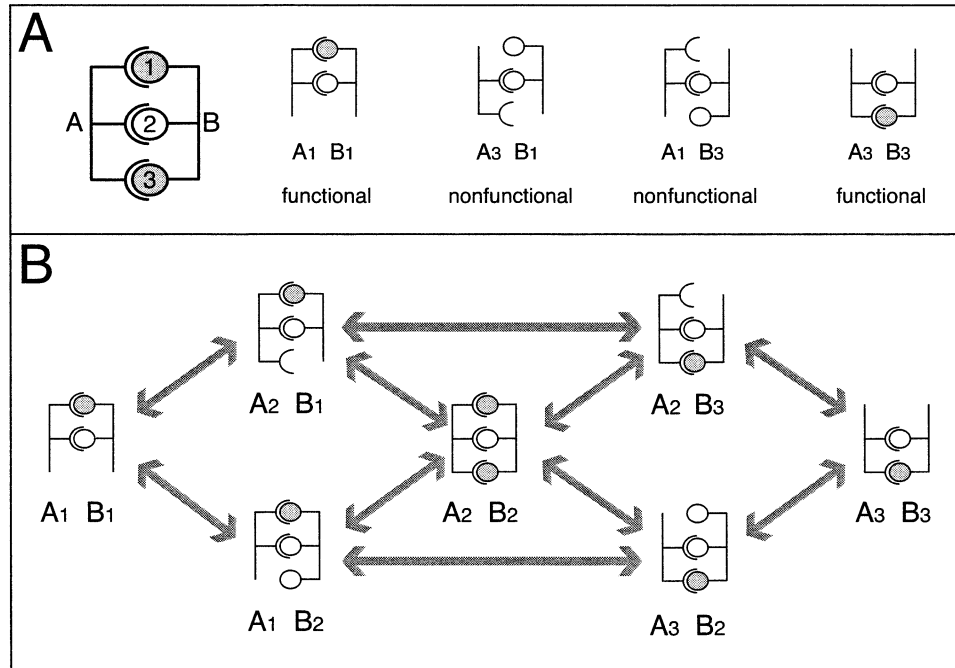 A
A 1 2 3 B
A1 B1
functional
A3 B1
nonfunctional
A1 B3
nonfunctional
A3 B3
functional
B
A2 B1
A2 B3
A1 B1
A2 B2
A3 B3
A1 B2
A3 B2